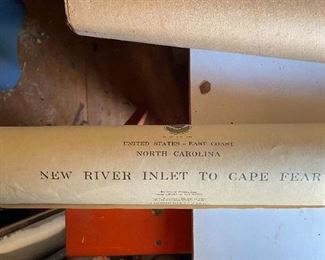 UNITED STATES – EAST COAST
NORTH CAROLINA
NEW RIVER INLET TO CAPE FEAR